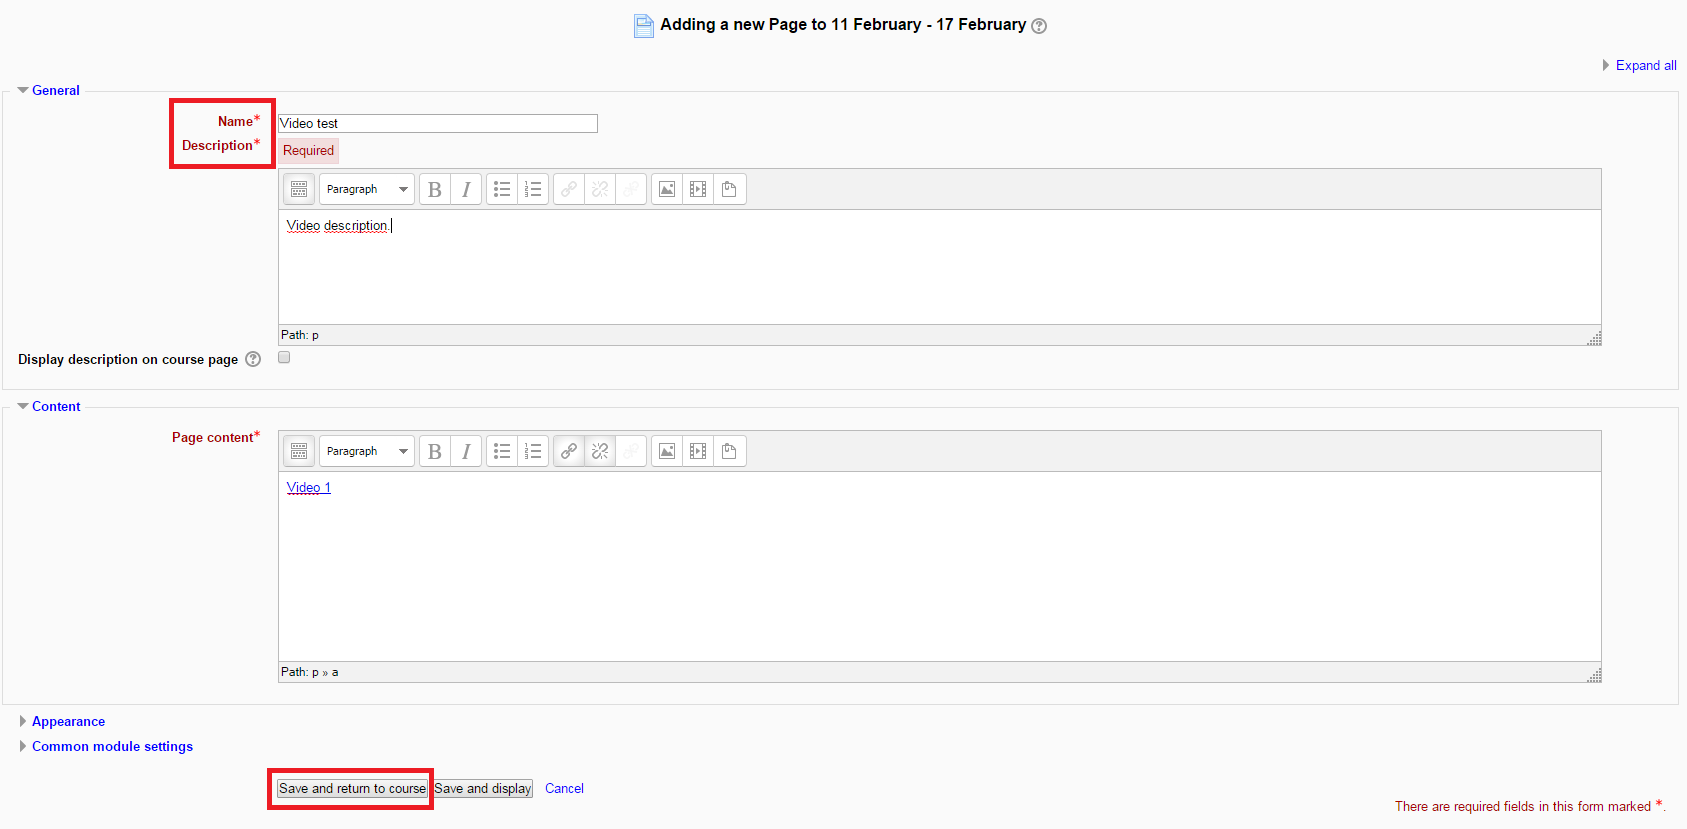 Adding a new Page to 11 February - 17 February
Expand all
General
Name*
Video test
Description*
Required
Paragraph B I
Video description.
Path: p
Display description on course page
Content
Page content*
Paragraph B I
Video 1
Path: p » a
Appearance
Common module settings
Save and return to course Save and display Cancel
There are required fields in this form marked *.